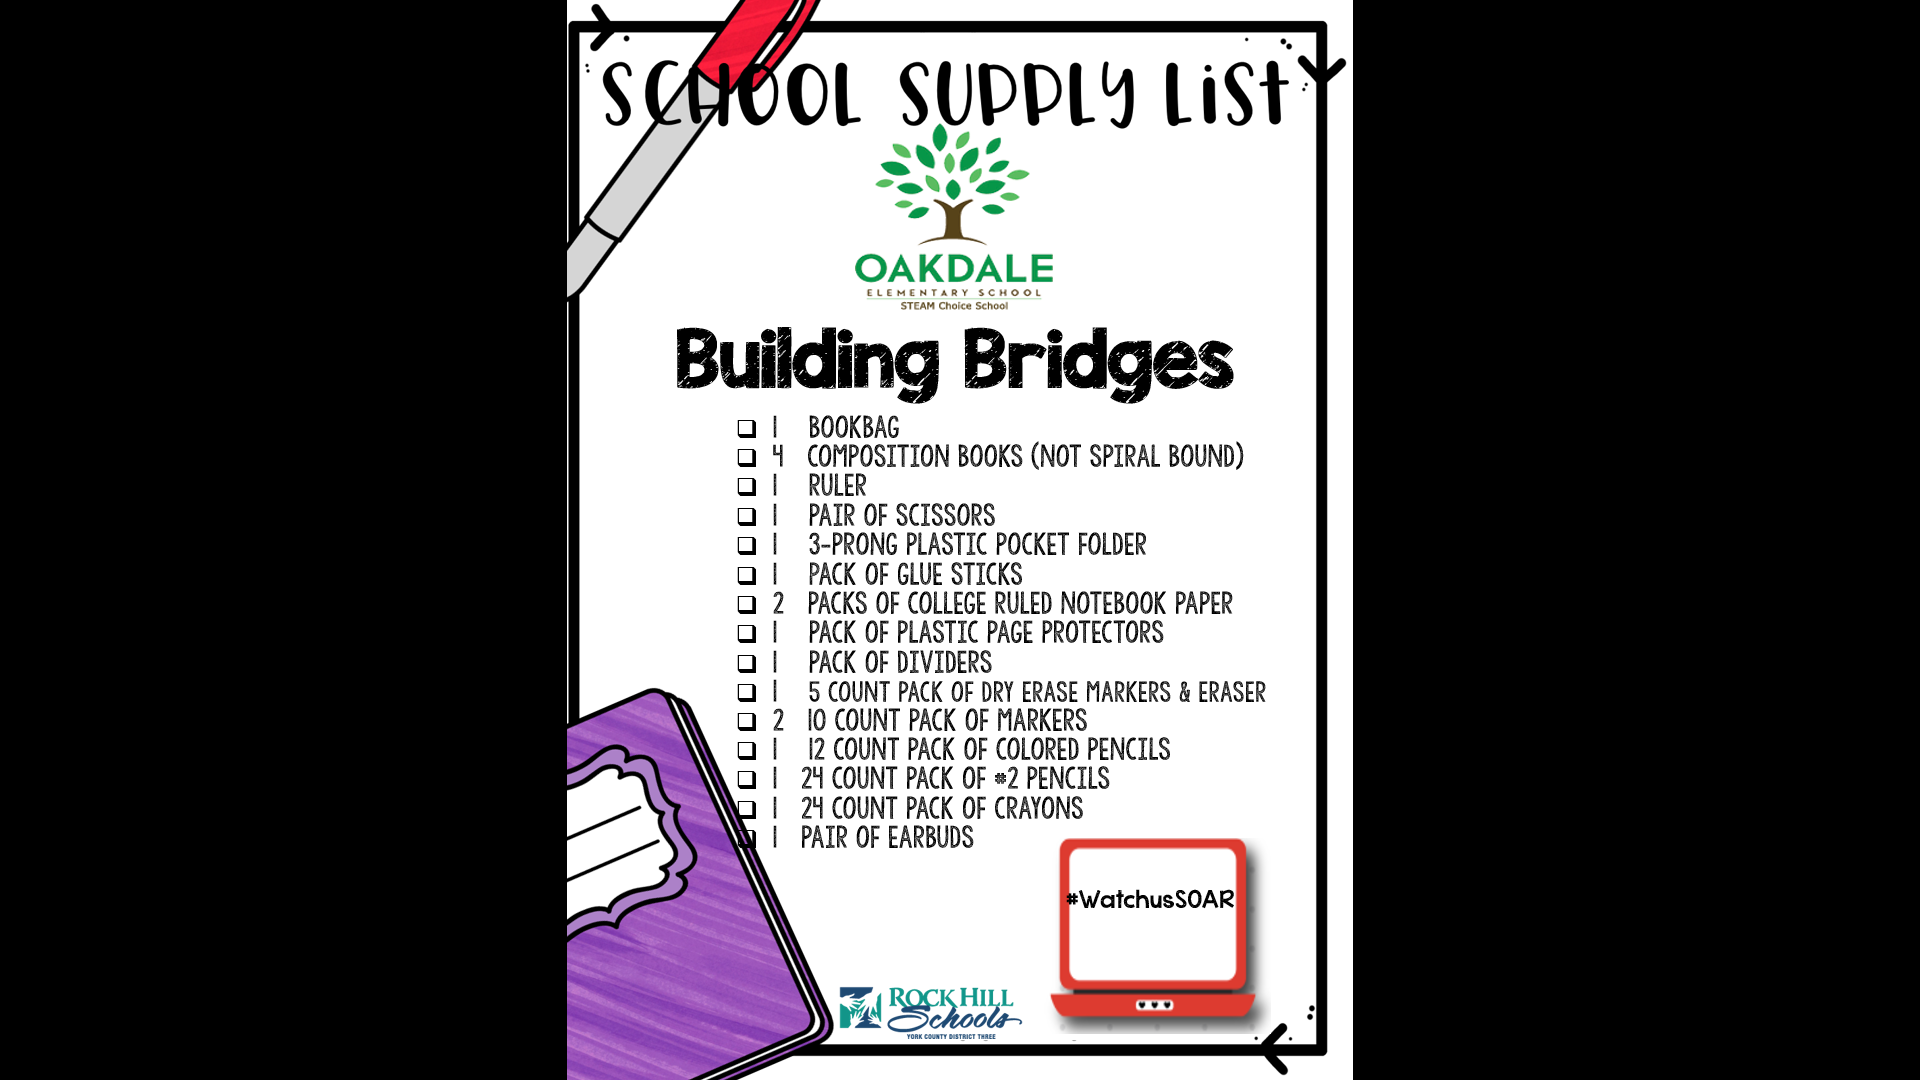 SCHOOL SUPPLY LIST
OAKDALE
ELEMENTARY SCHOOL
STEAM Choice School
Building Bridges
❑ 1 BOOKBAG
❑ 4 COMPOSITION BOOKS (NOT SPIRAL BOUND)
❑ 1 RULER
❑ 1 PAIR OF SCISSORS
❑ 1 3-PRONG PLASTIC POCKET FOLDER
❑ 1 PACK OF GLUE STICKS
❑ 2 PACKS OF COLLEGE RULED NOTEBOOK PAPER
❑ 1 PACK OF PLASTIC PAGE PROTECTORS
❑ 1 PACK OF DIVIDERS
❑ 1 5 COUNT PACK OF DRY ERASE MARKERS & ERASER
❑ 2 10 COUNT PACK OF MARKERS
❑ 1 12 COUNT PACK OF COLORED PENCILS
❑ 1 24 COUNT PACK OF #2 PENCILS
❑ 1 24 COUNT PACK OF CRAYONS
❑ 1 PAIR OF EARBUDS
#WatchusSOAR
ROCK HILL
Schools
YORK COUNTY DISTRICT THREE